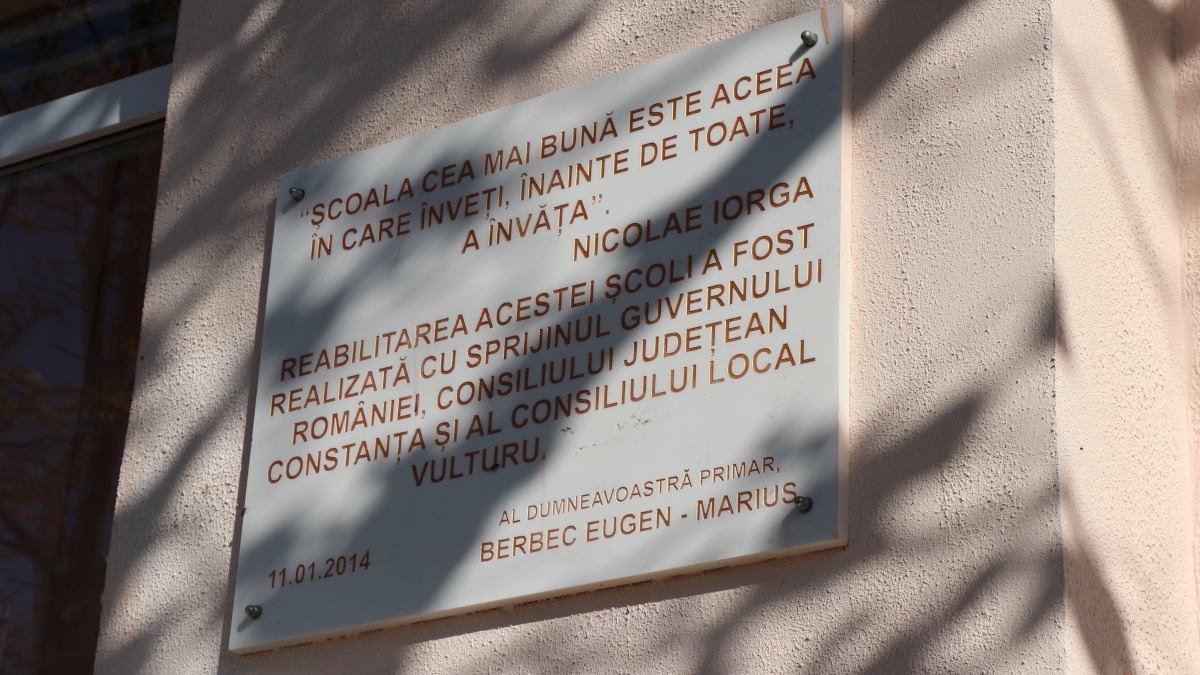 “ŞCOALA CEA MAI BUNĂ ESTE ACEEA
ÎN CARE ÎNVEŢI, ÎNAINTE DE TOATE,
A ÎNVĂŢA”.
NICOLAE IORGA
REABILITAREA ACESTEI ŞCOLI A FOST
REALIZATĂ CU SPRIJINUL GUVERNULUI
ROMÂNIEI, CONSILIULUI JUDEŢEAN
CONSTANŢA ŞI AL CONSILIULUI LOCAL
VULTURU.
AL DUMNEAVOASTRĂ PRIMAR,
BERBEC EUGEN - MARIUS
11.01.2014